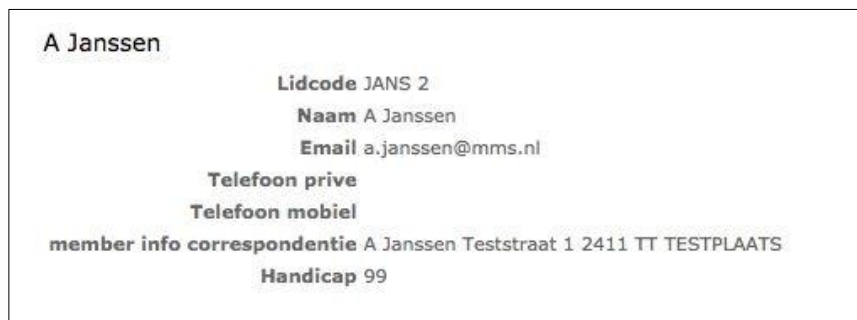 A Janssen
Lidcode JANS 2
Naam A Janssen
Email a.janssen@mms.nl
Telefoon prive
Telefoon mobiel
member info correspondentie A Janssen Teststraat 1 2411 TT TESTPLAATS
Handicap 99